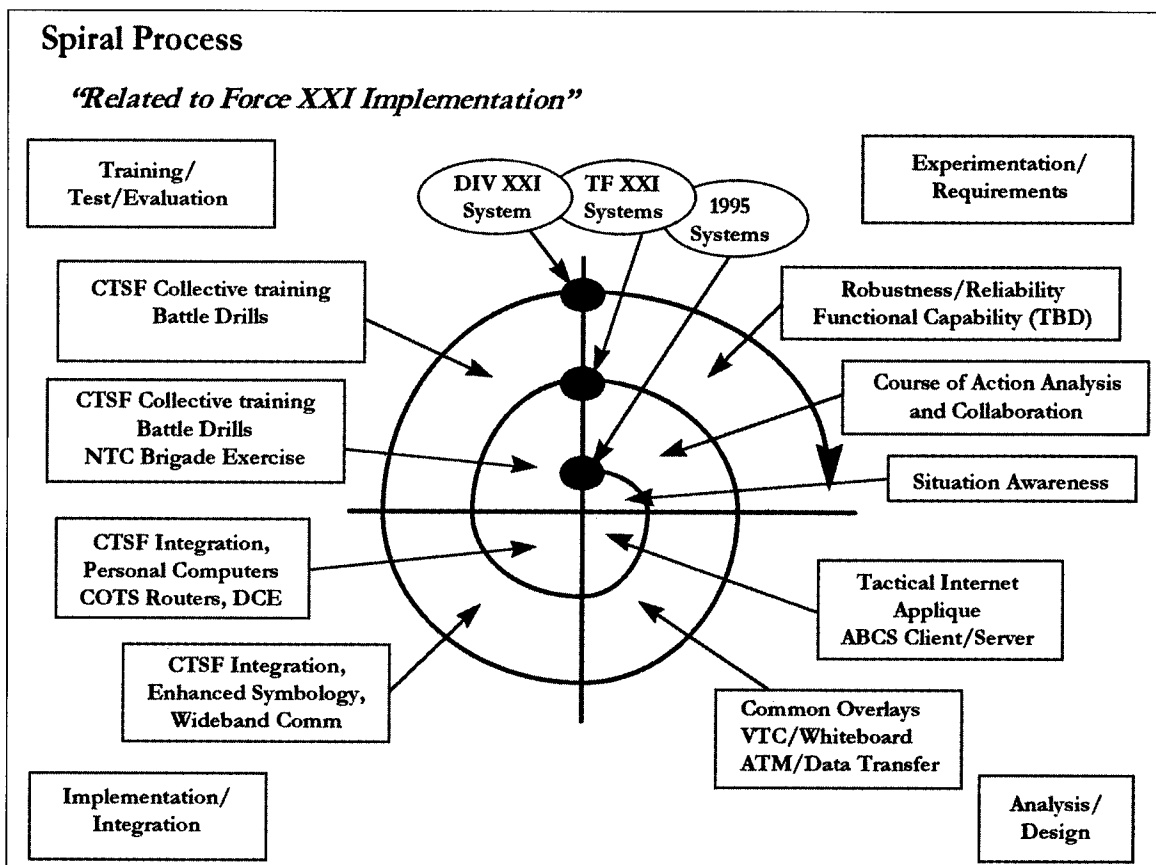 Spiral Process
“Related to Force XXI Implementation”
Training/
Test/Evaluation
DIV XXI
System
TF XXI
Systems
1995
Systems
Experimentation/
Requirements
CTSF Collective training
Battle Drills
Robustness/Reliability
Functional Capability (TBD)
CTSF Collective training
Battle Drills
NTC Brigade Exercise
Course of Action Analysis
and Collaboration
Situation Awareness
CTSF Integration,
Personal Computers
COTS Routers, DCE
Tactical Internet
Applique
ABCS Client/Server
CTSF Integration,
Enhanced Symbology,
Wideband Comm
Common Overlays
VTC/Whiteboard
ATM/Data Transfer
Implementation/
Integration
Analysis/
Design